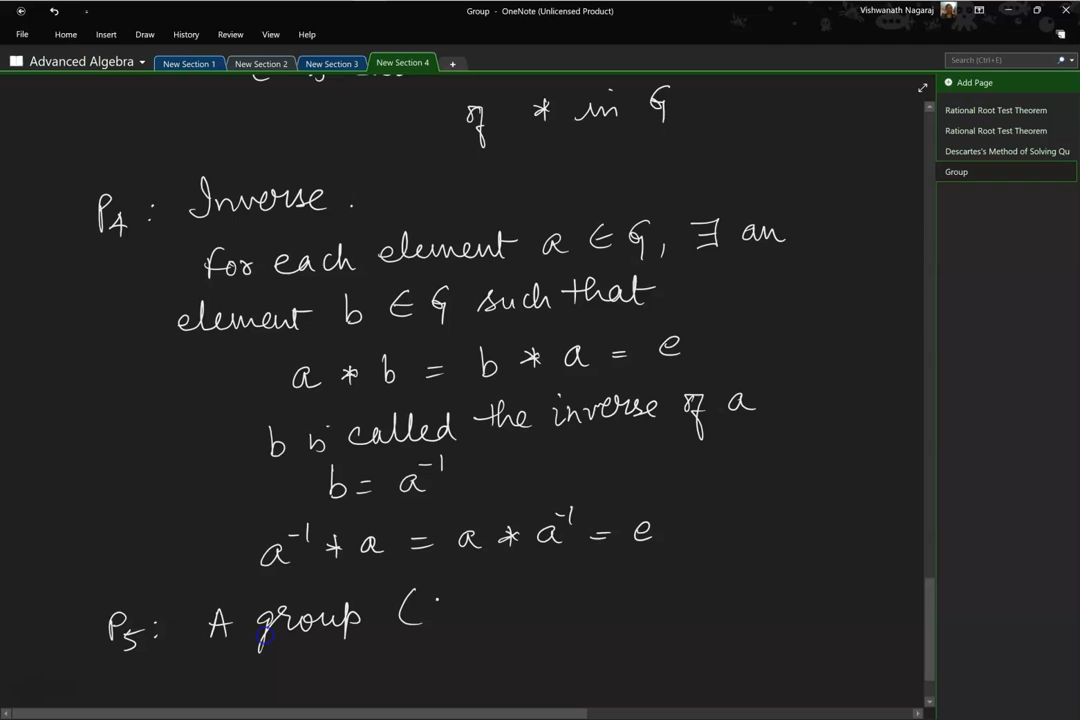 Group - OneNote (Unlicensed Product)
Vishwanath Nagaraj
File Home Insert Draw History Review View Help
Advanced Algebra
New Section 1 New Section 2 New Section 3 New Section 4 +
Search (Ctrl+E)
Add Page
Rational Root Test Theorem
Rational Root Test Theorem
Descartes's Method of Solving Qu
Group
of * in G
P4 : Inverse .
for each element a ∈ G, ∃ an
element b ∈ G such that
a * b = b * a = e
b is called the inverse of a
b = a⁻¹
a⁻¹ * a = a * a⁻¹ = e
P5 : A group (